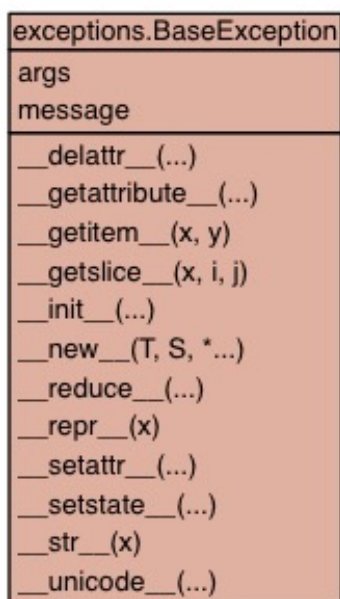 exceptions.BaseException
args
message
__delattr__(...)
__getattribute__(...)
__getitem__(x, y)
__getslice__(x, i, j)
__init__(...)
__new__(T, S, *...)
__reduce__(...)
__repr__(x)
__setattr__(...)
__setstate__(...)
__str__(x)
__unicode__(...)